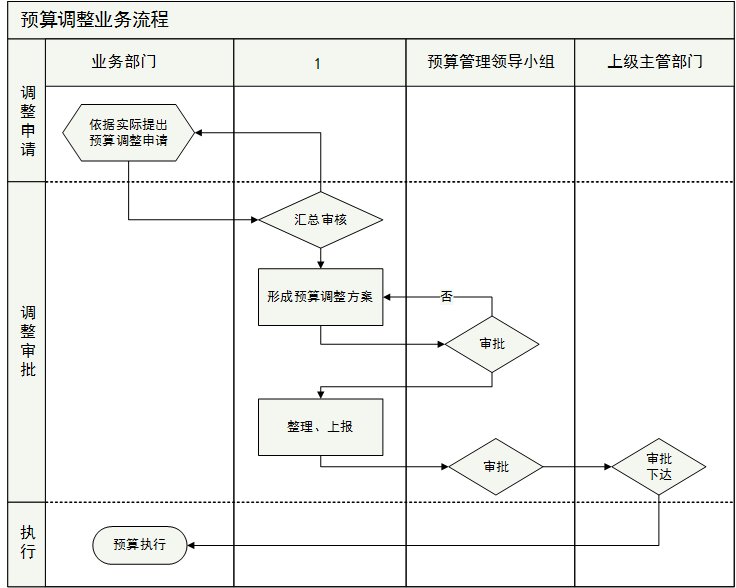 预算调整业务流程
业务部门
1
预算管理领导小组
上级主管部门
调整申请
依据实际提出
预算调整申请
调整审批
汇总审核
形成预算调整方案
否
审批
整理、上报
审批
审批
下达
执行
预算执行